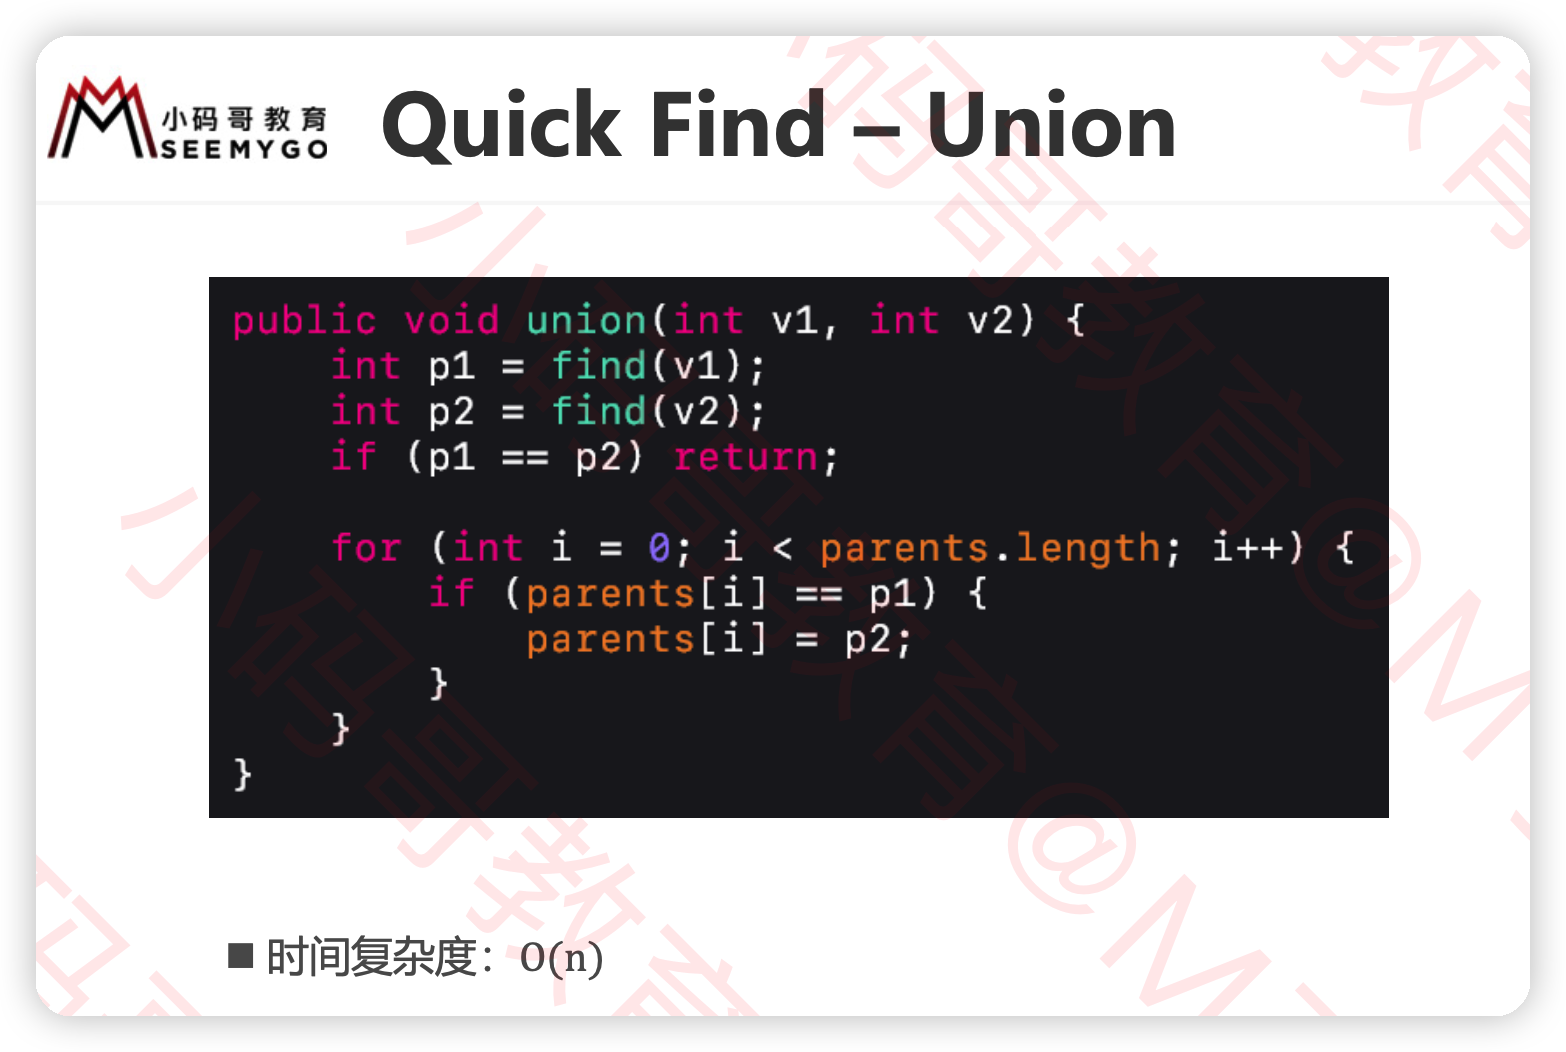 小码哥教育
SEEMYGO
Quick Find – Union
public void union(int v1, int v2) {
    int p1 = find(v1);
    int p2 = find(v2);
    if (p1 == p2) return;

    for (int i = 0; i < parents.length; i++) {
        if (parents[i] == p1) {
            parents[i] = p2;
        }
    }
}
■ 时间复杂度：O(n)
小码哥教育@M
小码哥教育@M